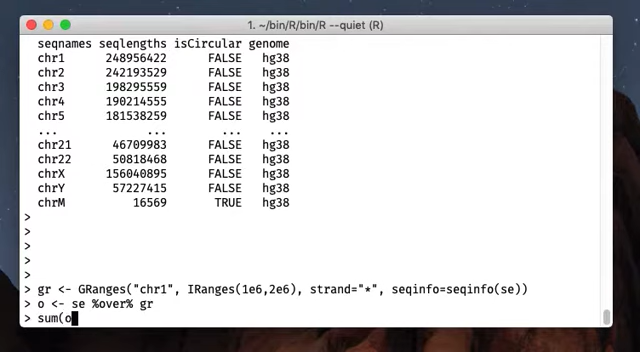 1. ~/bin/R/bin/R --quiet (R)
seqnames seqlengths isCircular genome
chr1 248956422 FALSE hg38
chr2 242193529 FALSE hg38
chr3 198295559 FALSE hg38
chr4 190214555 FALSE hg38
chr5 181538259 FALSE hg38
... ... ... ...
chr21 46709983 FALSE hg38
chr22 50818468 FALSE hg38
chrX 156040895 FALSE hg38
chrY 57227415 FALSE hg38
chrM 16569 TRUE hg38
>
>
>
>
>
> gr <- GRanges("chr1", IRanges(1e6,2e6), strand="*", seqinfo=seqinfo(se))
> o <- se %over% gr
> sum(o